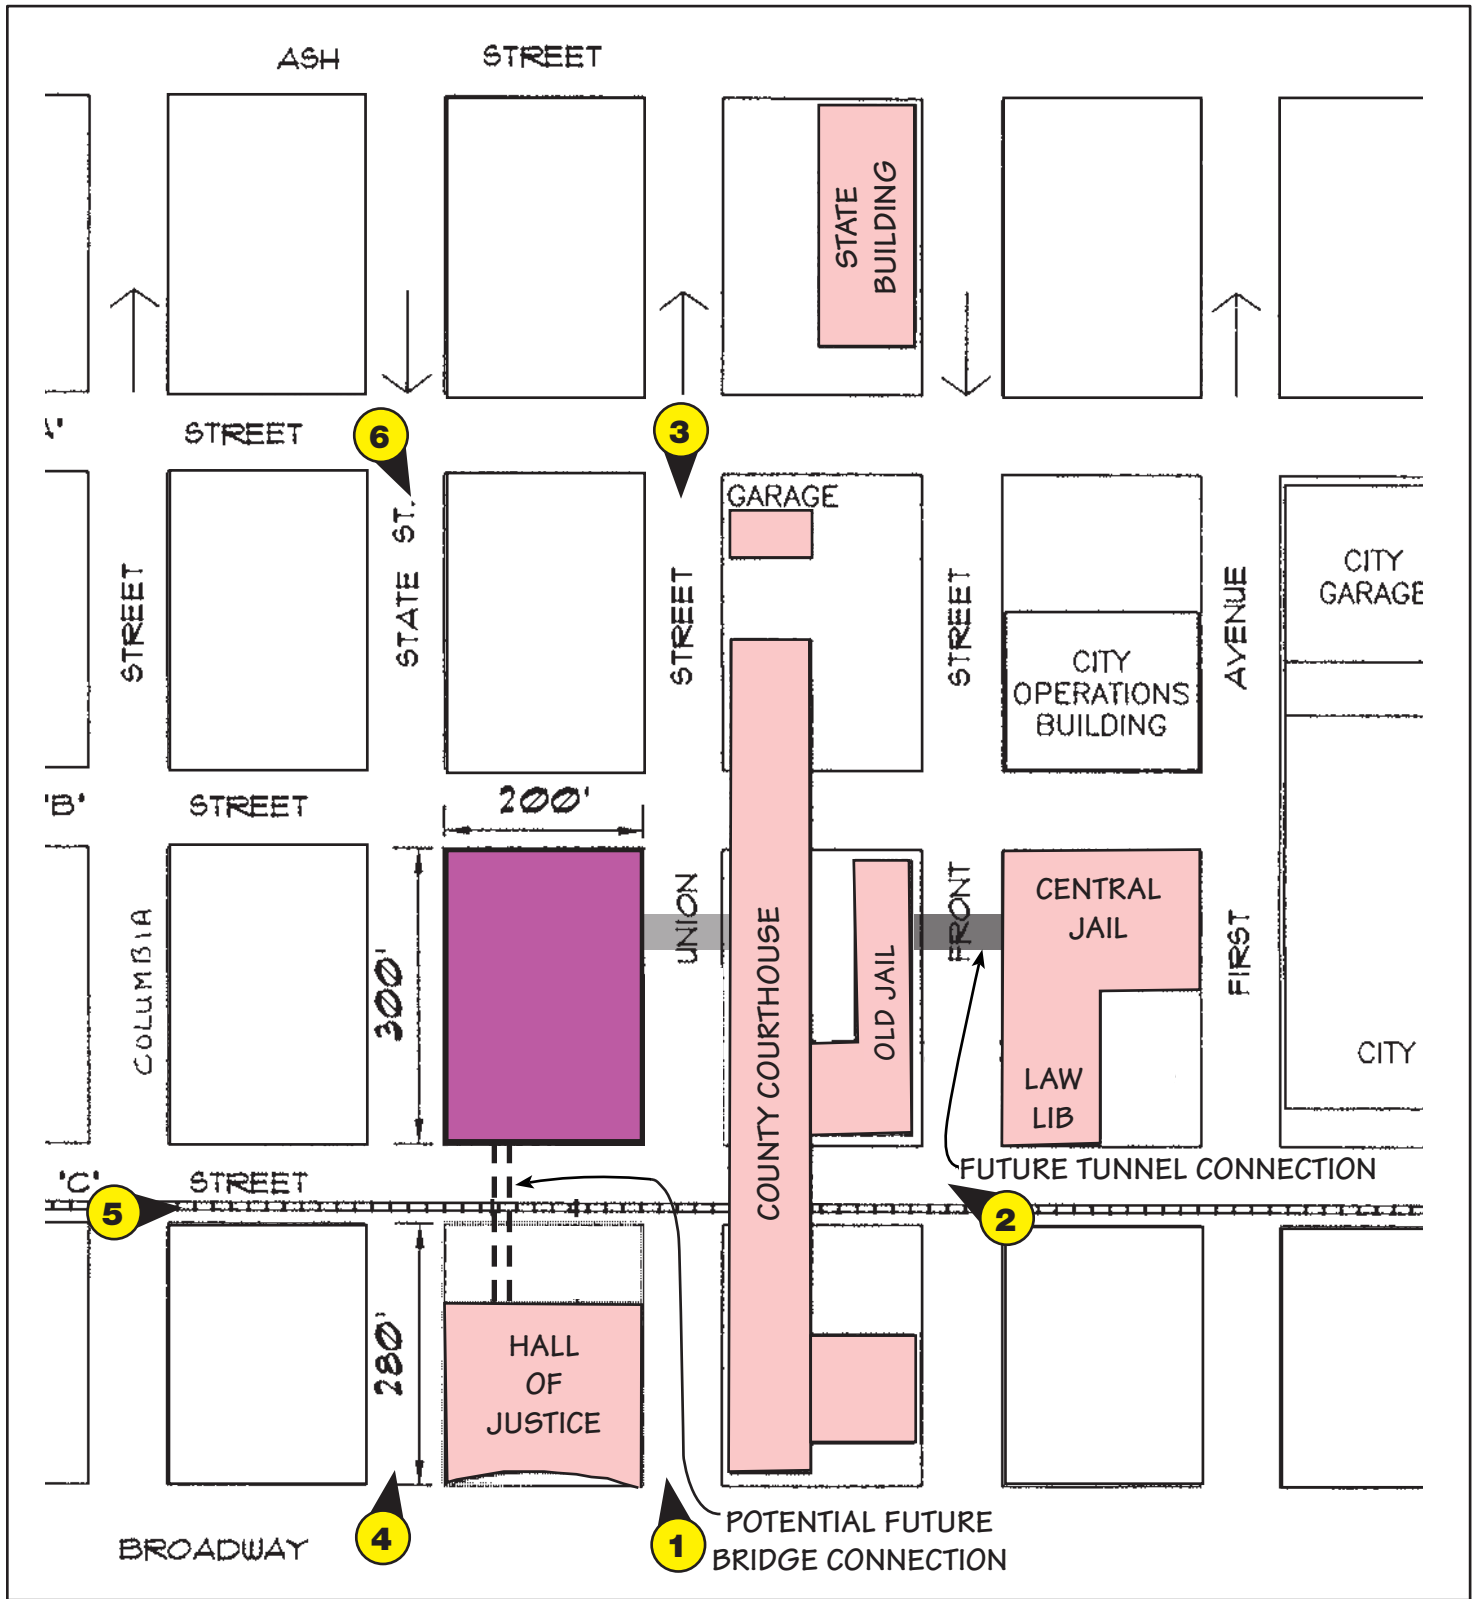 ASH STREET
STATE
BUILDING
STREET
6
3
GARAGE
STATE ST.
STREET
STREET
STREET
AVENUE
CITY
GARAGE
CITY
OPERATIONS
BUILDING
'B' STREET
200'
300'
COLUMBIA
UNION
COUNTY COURTHOUSE
OLD JAIL
FRONT
CENTRAL
JAIL
LAW
LIB
FIRST
CITY
FUTURE TUNNEL CONNECTION
'C' STREET
5
2
280'
HALL
OF
JUSTICE
4
1
BROADWAY
POTENTIAL FUTURE
BRIDGE CONNECTION